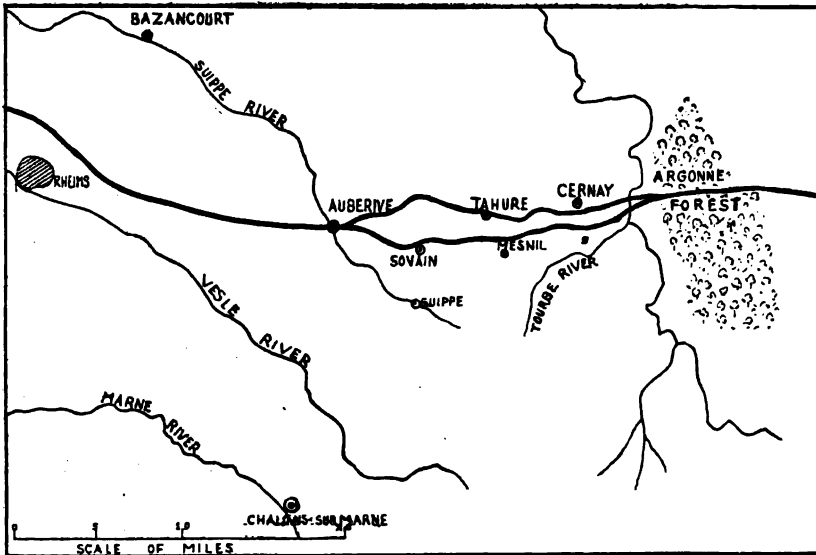 BAZANCOURT
SUIPPE RIVER
RHEIMS
AUBERIVE
TAHURE
CERNAY
ARGONNE
FOREST
SOVAIN
MESNIL
SUIPPE
TOURBE RIVER
VESLE RIVER
MARNE RIVER
CHALONS-SUR MARNE
0 5 10
SCALE OF MILES